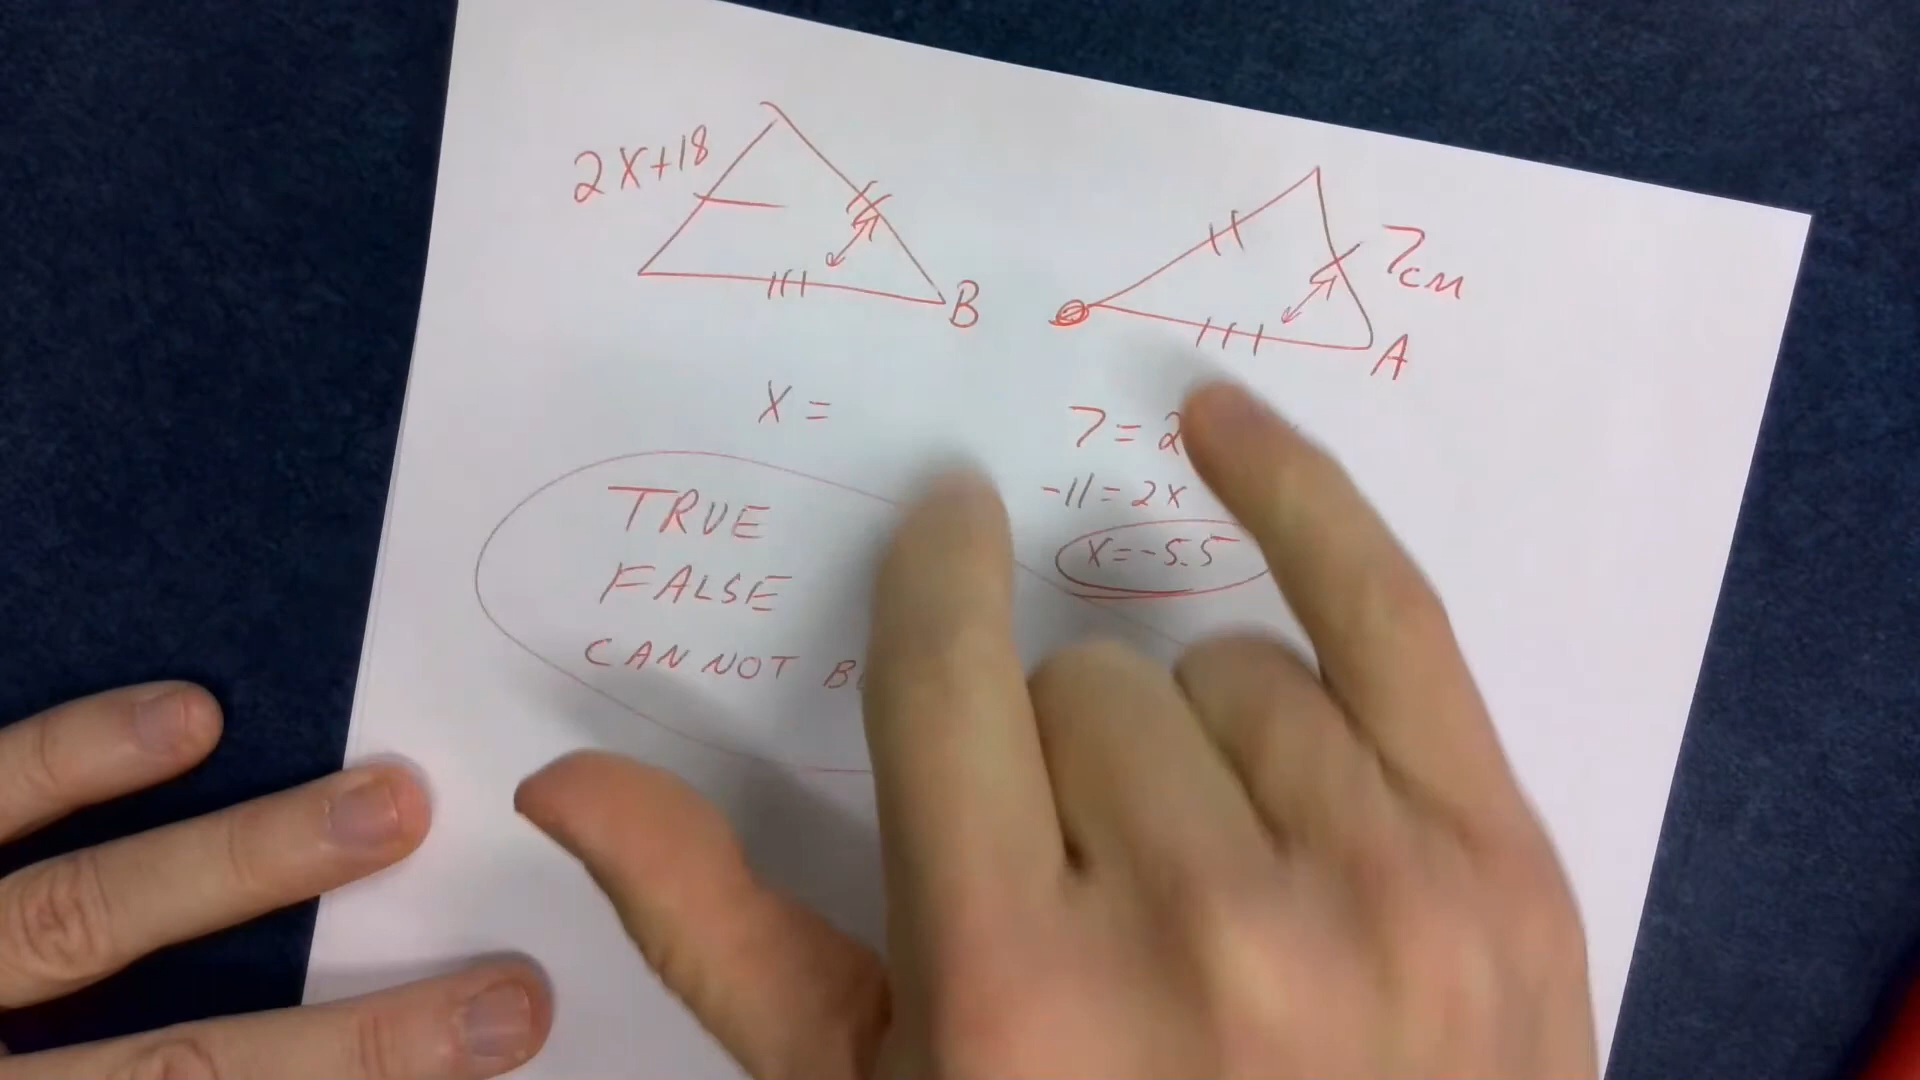 2x+18
7cm
B
A
x =
7 = 2
-11 = 2x
x = -5.5
TRUE
FALSE
CAN NOT